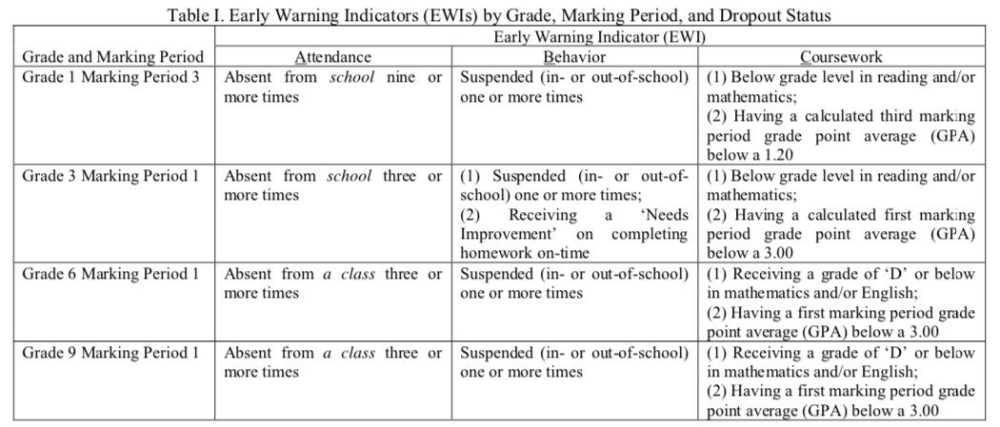 Table I. Early Warning Indicators (EWIs) by Grade, Marking Period, and Dropout Status
Early Warning Indicator (EWI)
Grade and Marking Period
Attendance
Behavior
Coursework
Grade 1 Marking Period 3
Absent from school nine or
more times
Suspended (in- or out-of-school)
one or more times
(1) Below grade level in reading and/or
mathematics;
(2) Having a calculated third marking
period grade point average (GPA)
below a 1.20
Grade 3 Marking Period 1
Absent from school three or
more times
(1) Suspended (in- or out-of-
school) one or more times;
(2) Receiving a ‘Needs
Improvement’ on completing
homework on-time
(1) Below grade level in reading and/or
mathematics;
(2) Having a calculated first marking
period grade point average (GPA)
below a 3.00
Grade 6 Marking Period 1
Absent from a class three or
more times
Suspended (in- or out-of-school)
one or more times
(1) Receiving a grade of ‘D’ or below
in mathematics and/or English;
(2) Having a first marking period grade
point average (GPA) below a 3.00
Grade 9 Marking Period 1
Absent from a class three or
more times
Suspended (in- or out-of-school)
one or more times
(1) Receiving a grade of ‘D’ or below
in mathematics and/or English;
(2) Having a first marking period grade
point average (GPA) below a 3.00